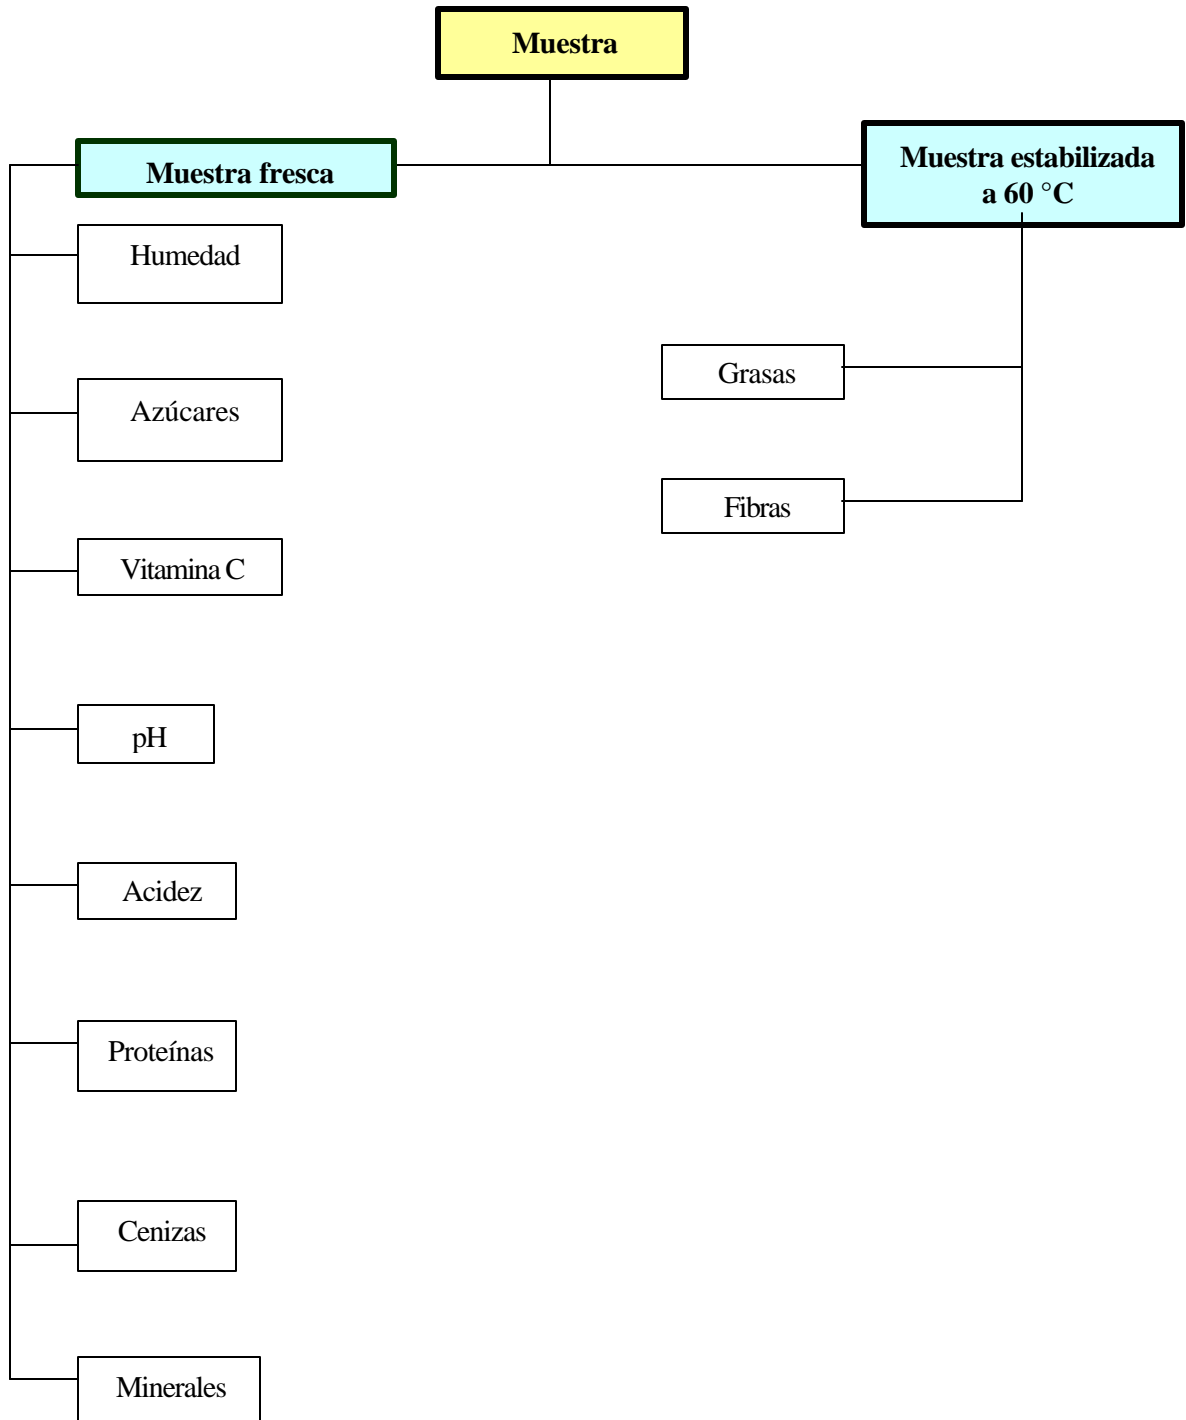 Muestra
Muestra fresca
Muestra estabilizada
a 60 °C
Humedad
Azúcares
Vitamina C
pH
Acidez
Proteínas
Cenizas
Minerales
Grasas
Fibras